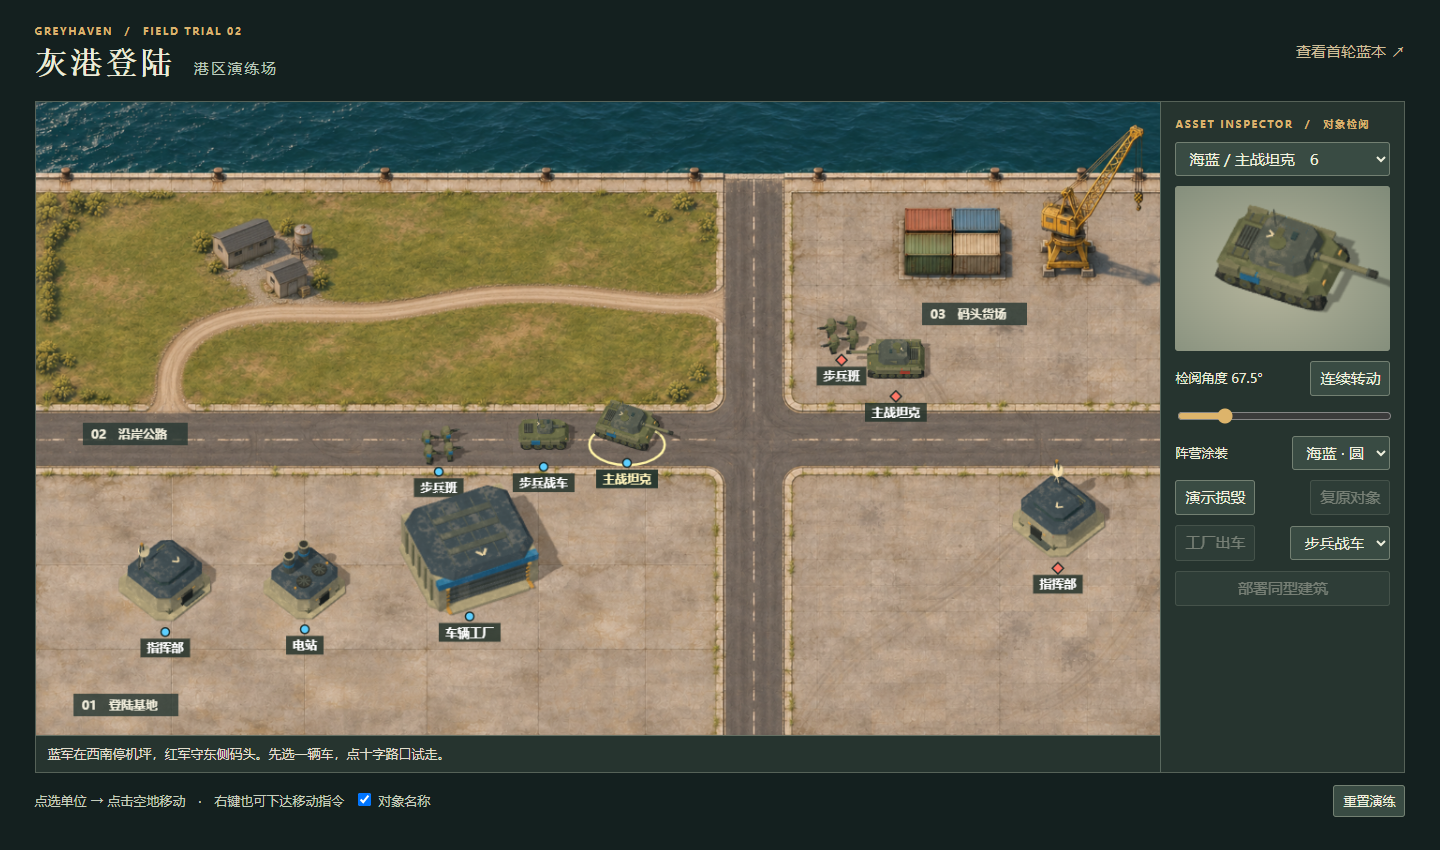 GREYHAVEN / FIELD TRIAL 02
灰港登陆 港区演练场
查看首轮蓝本 ↗
ASSET INSPECTOR / 对象检阅
海蓝 / 主战坦克 6
检阅角度 67.5°
连续转动
阵营涂装
海蓝 · 圆
演示损毁
复原对象
工厂出车
步兵战车
部署同型建筑
03 码头货场
步兵班
主战坦克
02 沿岸公路
步兵班
步兵战车
主战坦克
指挥部
电站
车辆工厂
指挥部
01 登陆基地
蓝军在西南停机坪，红军守东侧码头。先选一辆车，点十字路口试走。
点选单位 → 点击空地移动 · 右键也可下达移动指令 对象名称
重置演练